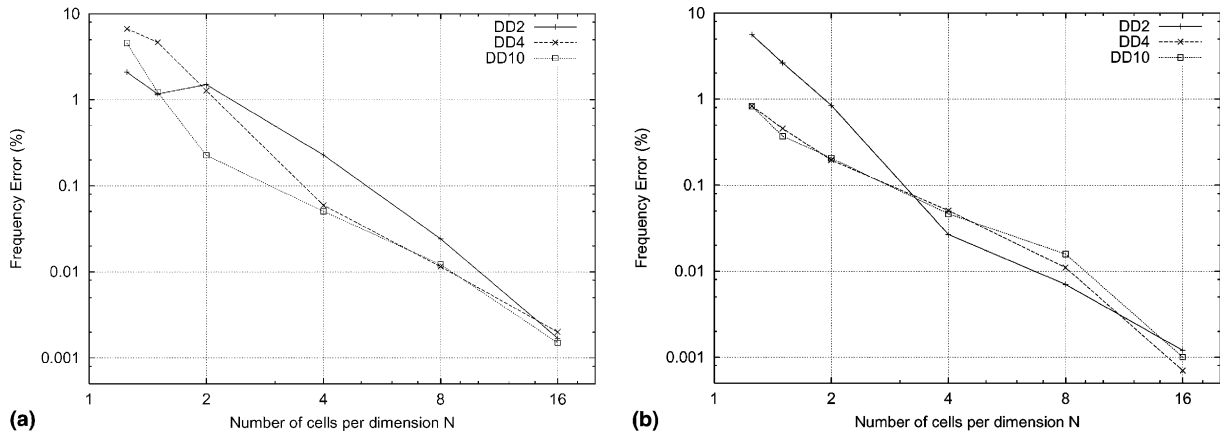 10
1
0.1
0.01
0.001
Frequency Error (%)
1 2 4 8 16
Number of cells per dimension N
DD2
DD4
DD10
(a)
10
1
0.1
0.01
0.001
Frequency Error (%)
1 2 4 8 16
Number of cells per dimension N
DD2
DD4
DD10
(b)